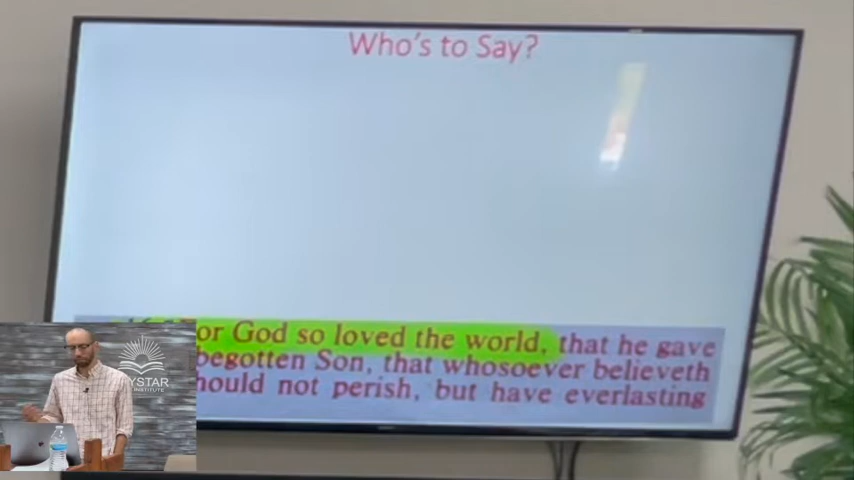 Who's to Say?
or God so loved the world, that he gave
begotten Son, that whosoever believeth
hould not perish, but have everlasting
YSTAR
INSTITUTE